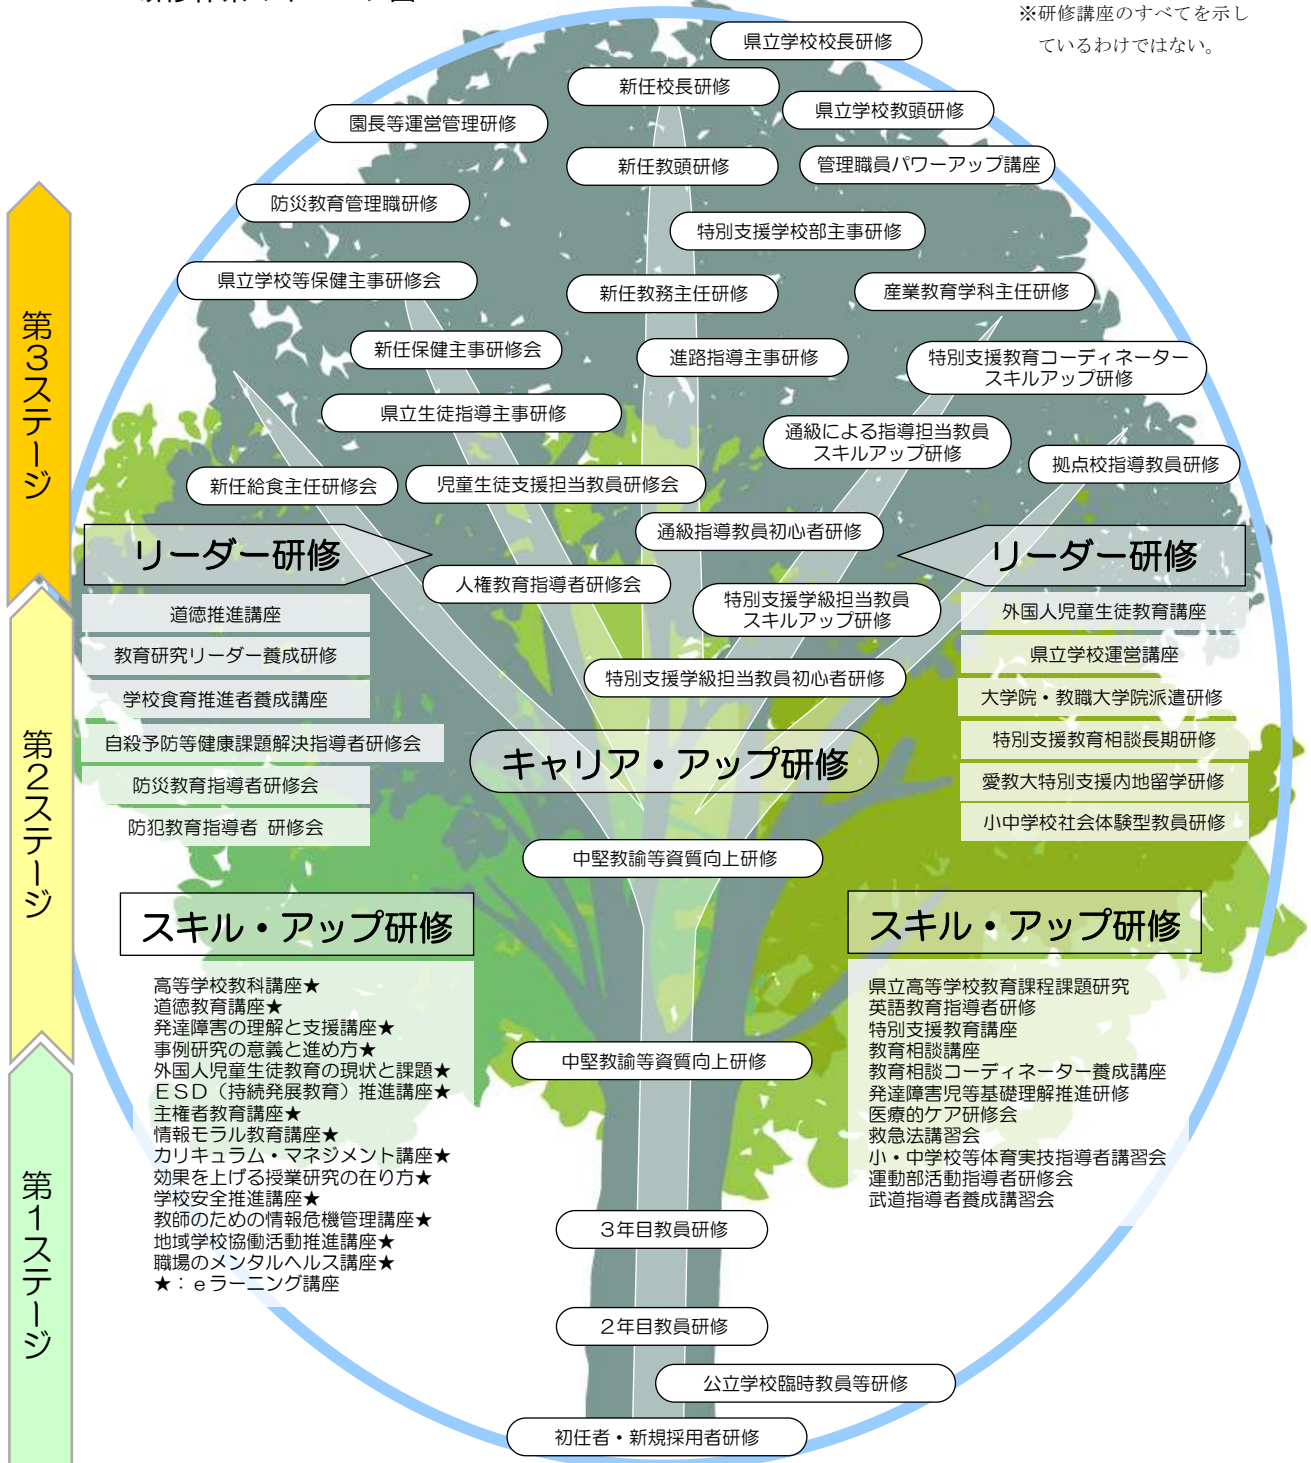 ※研修講座のすべてを示し
ているわけではない。
県立学校校長研修
新任校長研修
県立学校教頭研修
園長等運営管理研修
新任教頭研修
管理職員パワーアップ講座
防災教育管理職研修
特別支援学校部主事研修
県立学校等保健主事研修会
新任教務主任研修
産業教育学科主任研修
新任保健主事研修会
進路指導主事研修
特別支援教育コーディネーター
スキルアップ研修
県立生徒指導主事研修
通級による指導担当教員
スキルアップ研修
拠点校指導教員研修
新任給食主任研修会
児童生徒支援担当教員研修会
通級指導教員初心者研修
人権教育指導者研修会
特別支援学級担当教員
スキルアップ研修
特別支援学級担当教員初心者研修
第3ステージ
リーダー研修
道徳推進講座
教育研究リーダー養成研修
学校食育推進者養成講座
自殺予防等健康課題解決指導者研修会
防災教育指導者研修会
防犯教育指導者 研修会
リーダー研修
外国人児童生徒教育講座
県立学校運営講座
大学院・教職大学院派遣研修
特別支援教育相談長期研修
愛教大特別支援内地留学研修
小中学校社会体験型教員研修
キャリア・アップ研修
第2ステージ
中堅教諭等資質向上研修
スキル・アップ研修
高等学校教科講座★
道徳教育講座★
発達障害の理解と支援講座★
事例研究の意義と進め方★
外国人児童生徒教育の現状と課題★
ＥＳＤ（持続発展教育）推進講座★
主権者教育講座★
情報モラル教育講座★
カリキュラム・マネジメント講座★
効果を上げる授業研究の在り方★
学校安全推進講座★
教師のための情報危機管理講座★
地域学校協働活動推進講座★
職場のメンタルヘルス講座★
★：ｅラーニング講座
スキル・アップ研修
県立高等学校教育課程課題研究
英語教育指導者研修
特別支援教育講座
教育相談講座
教育相談コーディネーター養成講座
発達障害児等基礎理解推進研修
医療的ケア研修会
救急法講習会
小・中学校等体育実技指導者講習会
運動部活動指導者研修会
武道指導者養成講習会
中堅教諭等資質向上研修
第1ステージ
3年目教員研修
2年目教員研修
公立学校臨時教員等研修
初任者・新規採用者研修